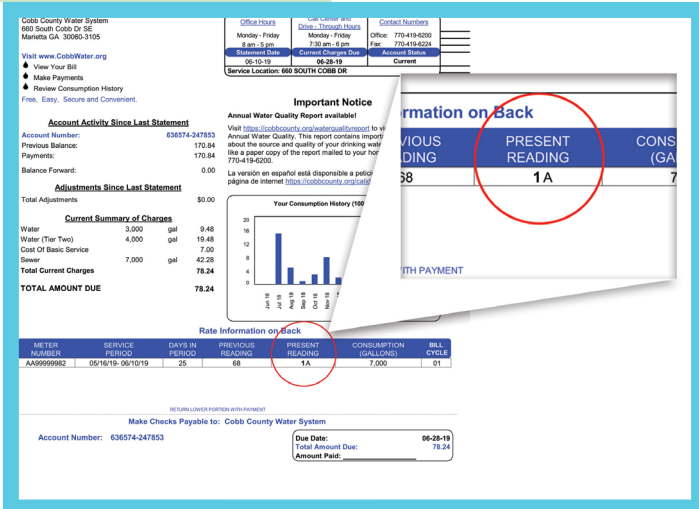 Cobb County Water System
660 South Cobb Dr SE
Marietta GA 30060-3105
Visit www.CobbWater.org
View Your Bill
Make Payments
Review Consumption History
Free, Easy, Secure and Convenient.
Office Hours
Monday - Friday
8 am - 5 pm
Call Center and
Drive - Through Hours
Monday - Friday
7:30 am - 6 pm
Contact Numbers
Office: 770-419-6200
Fax: 770-419-6224
Statement Date Current Charges Due Account Status
06-10-19 06-28-19 Current
Service Location: 660 SOUTH COBB DR
Account Activity Since Last Statement
Account Number: 636574-247853
Previous Balance: 170.84
Payments: 170.84
Balance Forward: 0.00
Adjustments Since Last Statement
Total Adjustments $0.00
Current Summary of Charges
Water 3,000 gal 9.48
Water (Tier Two) 4,000 gal 19.48
Cost Of Basic Service 7.00
Sewer 7,000 gal 42.28
Total Current Charges 78.24
TOTAL AMOUNT DUE 78.24
Important Notice
Annual Water Quality Report available!
Visit https://cobbcounty.org/waterqualityreport to
Annual Water Quality. This report contains
about the source and quality of your drinking
like a paper copy of the report mailed to your
770-419-6200.
La versión en español está disponible a
página de internet
Your Consumption History (100
20
16
12
8
4
0
Jun 18 Jul 18 Aug 18 Sep 18 Oct 18 Nov 18
Rate Information on Back
METER NUMBER SERVICE PERIOD DAYS IN PERIOD PREVIOUS READING PRESENT READING CONSUMPTION (GALLONS) BILL CYCLE
AA99999982 05/16/19- 06/10/19 25 68 1 A 7,000 01
RETURN LOWER PORTION WITH PAYMENT
Make Checks Payable to: Cobb County Water System
Account Number: 636574-247853
Due Date: 06-28-19
Total Amount Due: 78.24
Amount Paid:
rmation on Back
VIOUS PRESENT CONS
DING READING (GA
68 1 A 7
ITH PAYMENT